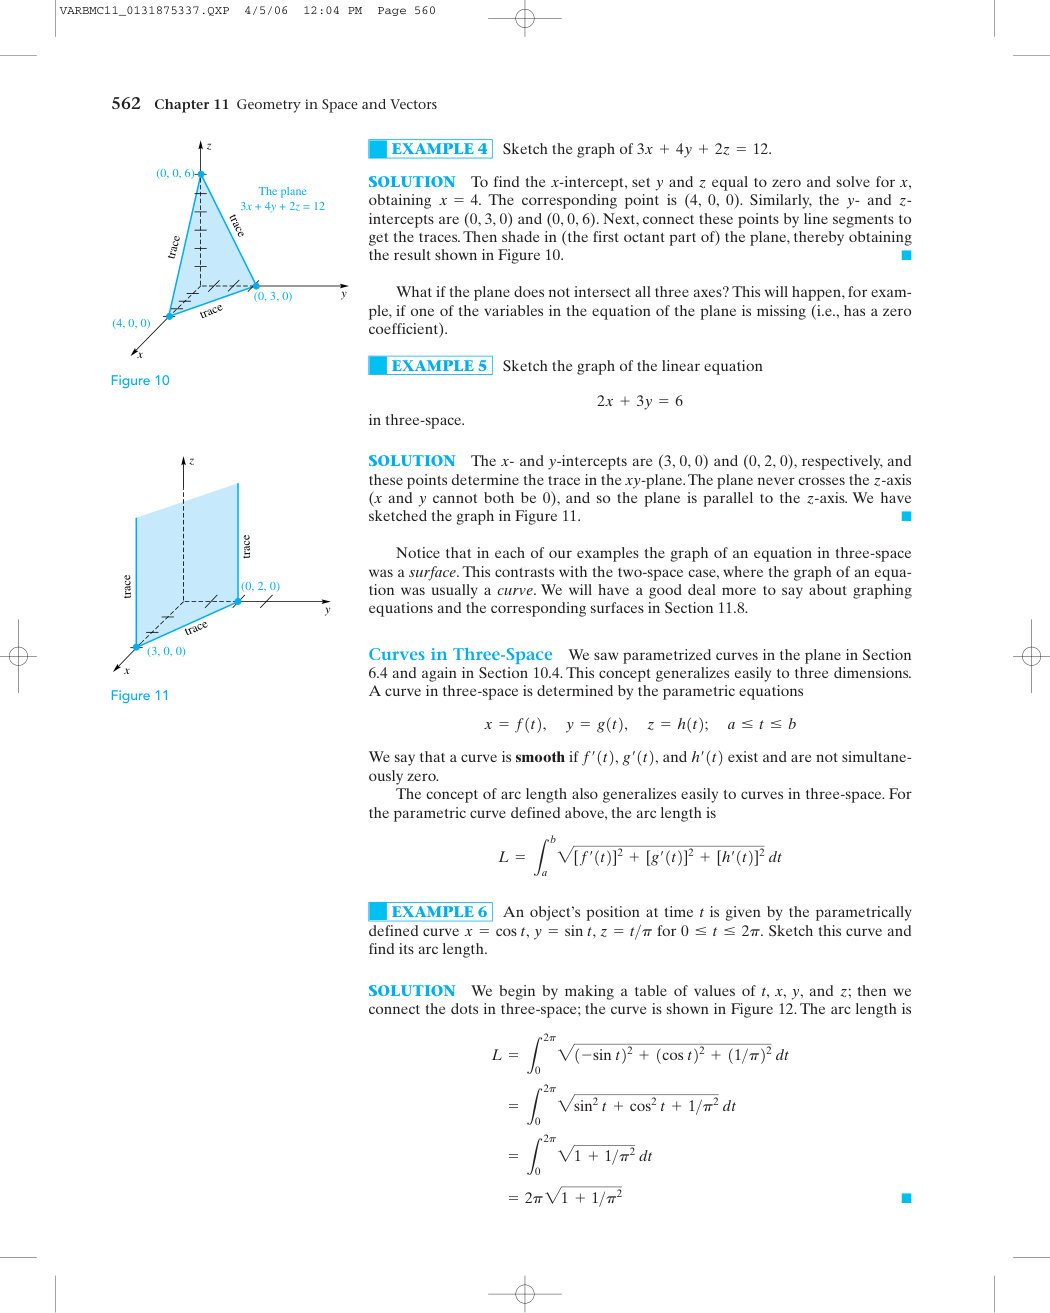 VARBMC11_0131875337.QXP 4/5/06 12:04 PM Page 560
562 Chapter 11 Geometry in Space and Vectors
z
(0, 0, 6)
The plane
3x + 4y + 2z = 12
trace
trace
(0, 3, 0)
y
trace
(4, 0, 0)
x
Figure 10
z
trace
trace
(0, 2, 0)
y
trace
(3, 0, 0)
x
Figure 11
EXAMPLE 4 Sketch the graph of 3x + 4y + 2z = 12.
SOLUTION To find the x-intercept, set y and z equal to zero and solve for x,
obtaining x = 4. The corresponding point is (4, 0, 0). Similarly, the y- and z-
intercepts are (0, 3, 0) and (0, 0, 6). Next, connect these points by line segments to
get the traces. Then shade in (the first octant part of) the plane, thereby obtaining
the result shown in Figure 10.
What if the plane does not intersect all three axes? This will happen, for exam-
ple, if one of the variables in the equation of the plane is missing (i.e., has a zero
coefficient).
EXAMPLE 5 Sketch the graph of the linear equation
2x + 3y = 6
in three-space.
SOLUTION The x- and y-intercepts are (3, 0, 0) and (0, 2, 0), respectively, and
these points determine the trace in the xy-plane. The plane never crosses the z-axis
(x and y cannot both be 0), and so the plane is parallel to the z-axis. We have
sketched the graph in Figure 11.
Notice that in each of our examples the graph of an equation in three-space
was a surface. This contrasts with the two-space case, where the graph of an equa-
tion was usually a curve. We will have a good deal more to say about graphing
equations and the corresponding surfaces in Section 11.8.
Curves in Three-Space We saw parametrized curves in the plane in Section
6.4 and again in Section 10.4. This concept generalizes easily to three dimensions.
A curve in three-space is determined by the parametric equations
x = f(t), y = g(t), z = h(t); a ≤ t ≤ b
We say that a curve is smooth if f′(t), g′(t), and h′(t) exist and are not simultane-
ously zero.
The concept of arc length also generalizes easily to curves in three-space. For
the parametric curve defined above, the arc length is
L = ∫ₐᵇ √([f′(t)]² + [g′(t)]² + [h′(t)]²) dt
EXAMPLE 6 An object's position at time t is given by the parametrically
defined curve x = cos t, y = sin t, z = t/π for 0 ≤ t ≤ 2π. Sketch this curve and
find its arc length.
SOLUTION We begin by making a table of values of t, x, y, and z; then we
connect the dots in three-space; the curve is shown in Figure 12. The arc length is
L = ∫₀^2π √((−sin t)² + (cos t)² + (1/π)²) dt
= ∫₀^2π √(sin² t + cos² t + 1/π²) dt
= ∫₀^2π √(1 + 1/π²) dt
= 2π√(1 + 1/π²)